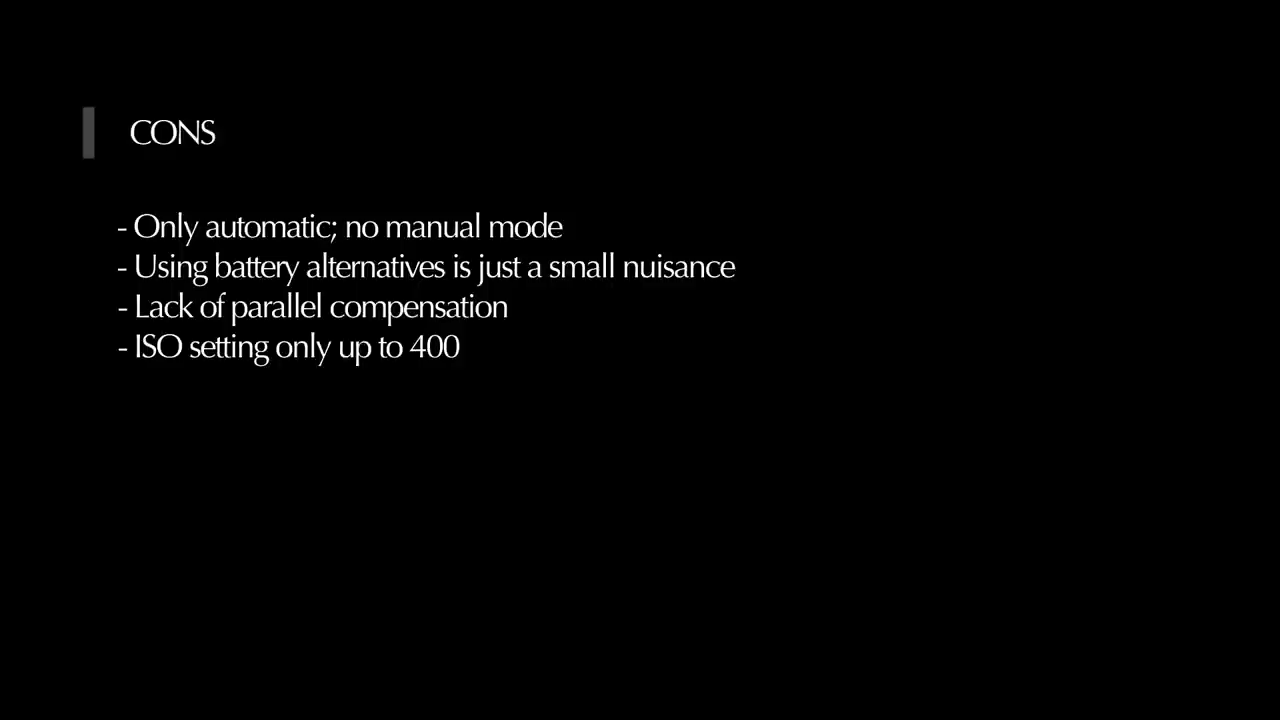 CONS
- Only automatic; no manual mode
- Using battery alternatives is just a small nuisance
- Lack of parallel compensation
- ISO setting only up to 400